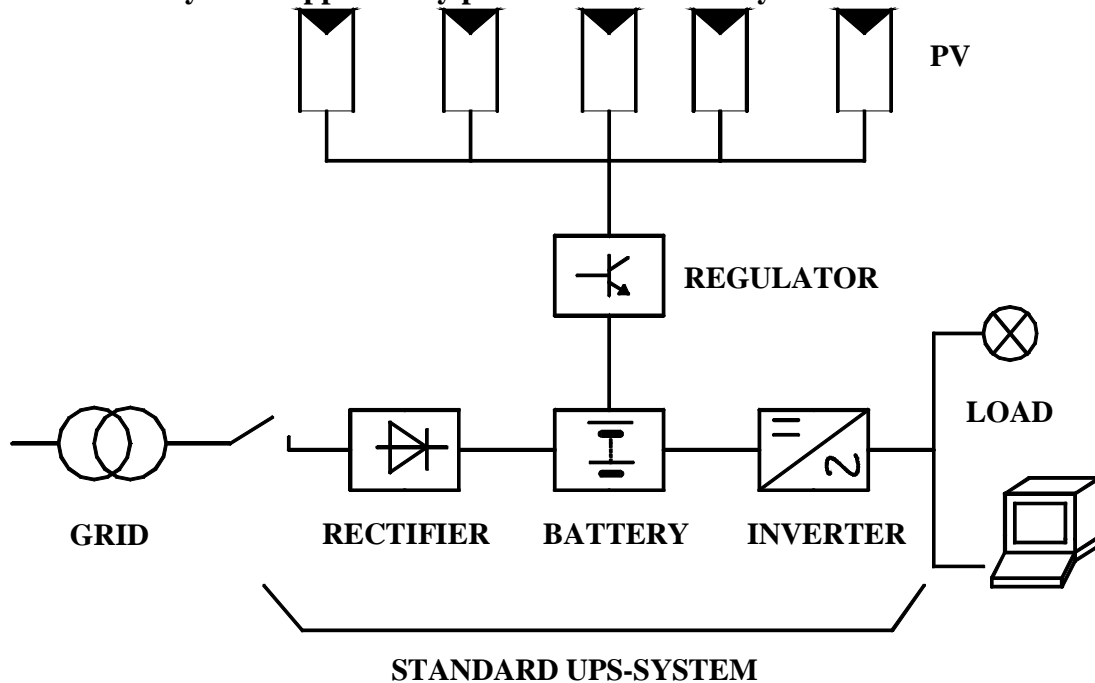 PV
REGULATOR
LOAD
GRID
RECTIFIER
BATTERY
INVERTER
STANDARD UPS-SYSTEM